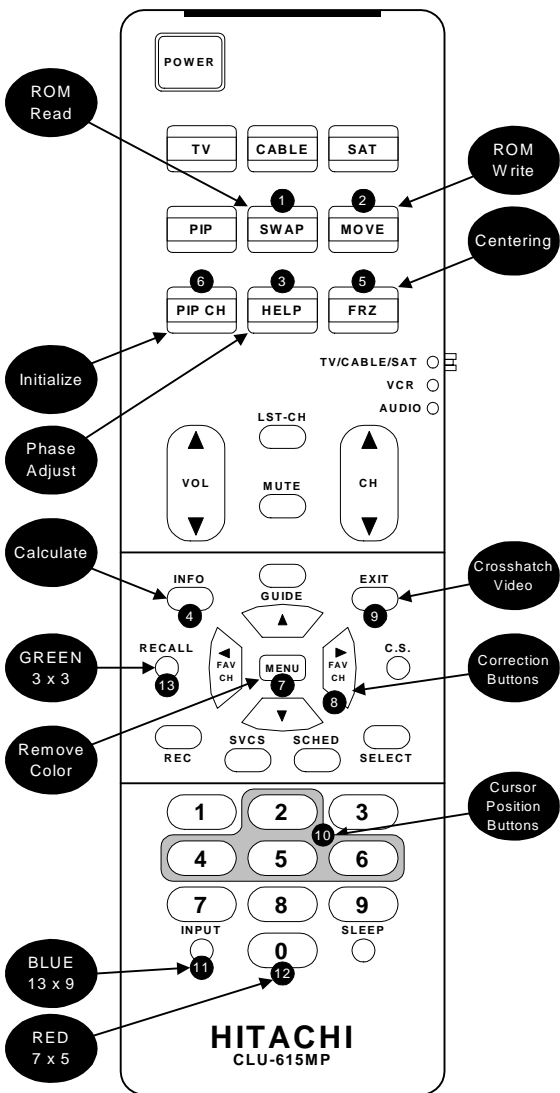 POWER
ROM
Read
TV CABLE SAT
ROM
Write
1 2
PIP SWAP MOVE
Centering
6 3 5
PIP CH HELP FRZ
Initialize
TV/CABLE/SAT
VCR
AUDIO
LST-CH
Phase
Adjust
VOL
MUTE
CH
Calculate
INFO
GUIDE
EXIT
Crosshatch
Video
4
9
GREEN
3 x 3
RECALL
13
FAV
CH
MENU
7
FAV
CH
8
C.S.
Correction
Buttons
Remove
Color
REC
SVCS SCHED
SELECT
Cursor
Position
Buttons
1 2 3
10
4 5 6
7 8 9
INPUT
SLEEP
11
0
12
BLUE
13 x 9
RED
7 x 5
HITACHI
CLU-615MP